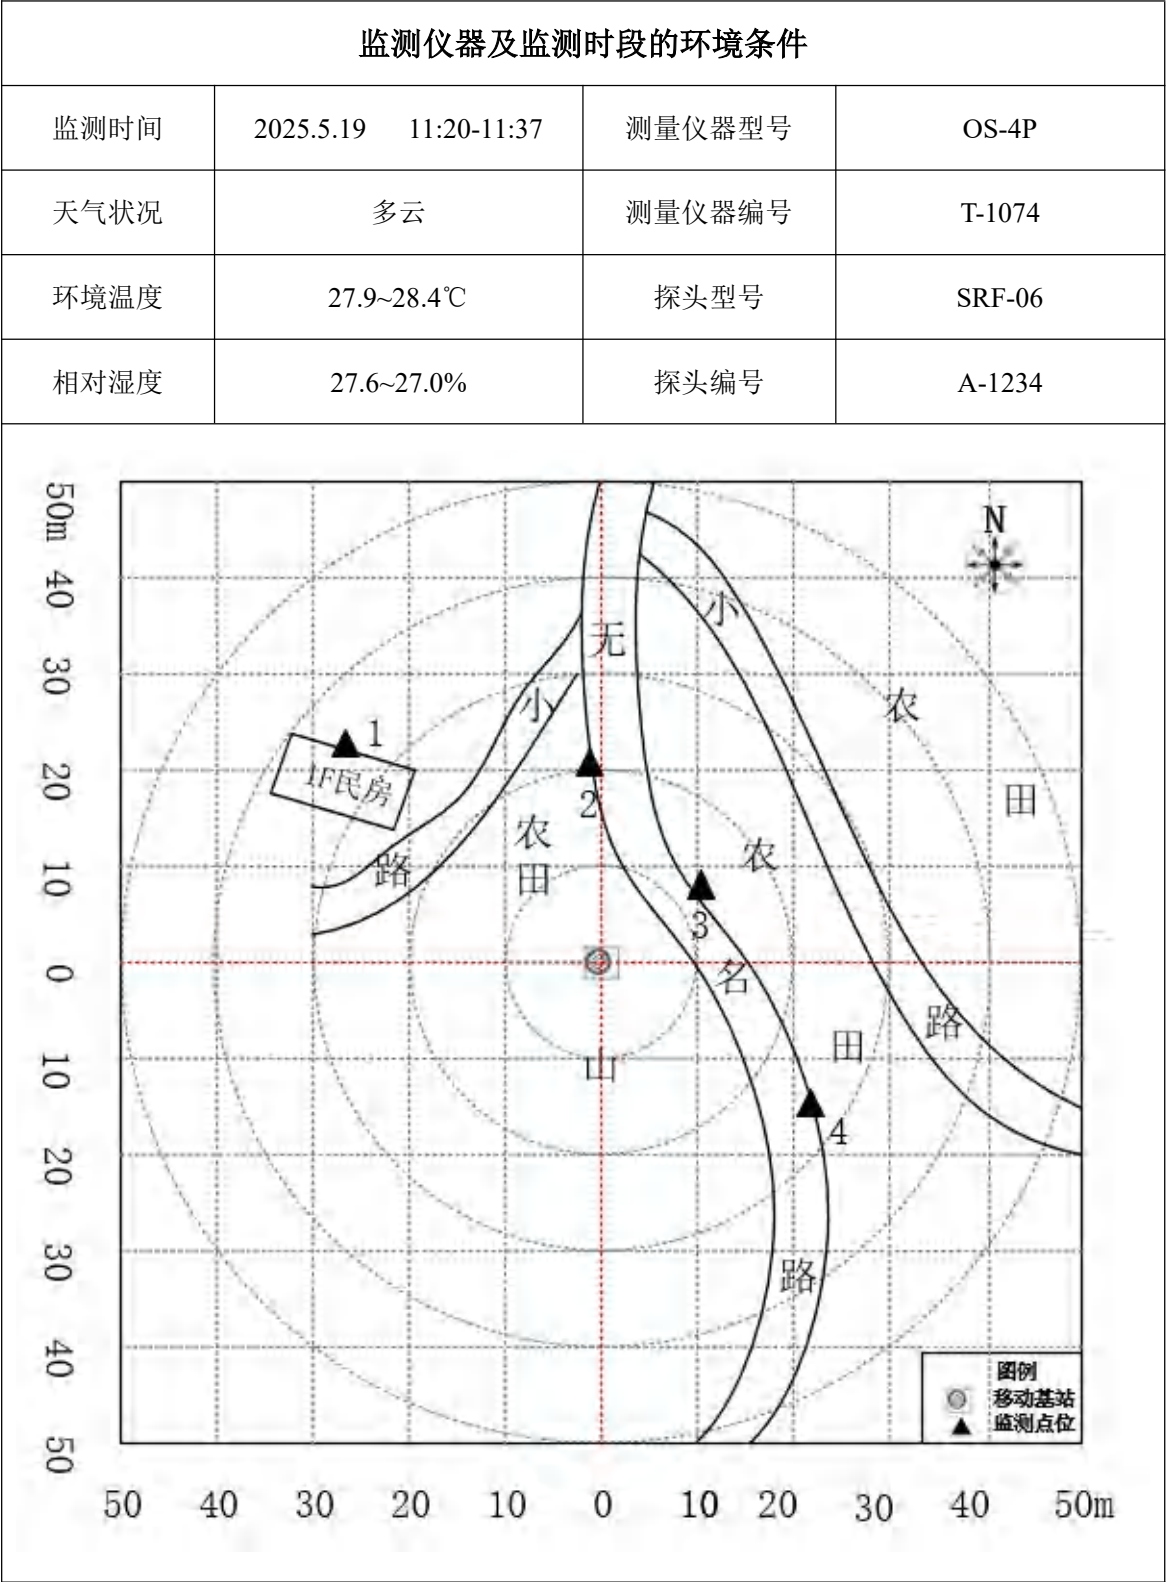 监测仪器及监测时段的环境条件
监测时间 2025.5.19 11:20-11:37 测量仪器型号 OS-4P
天气状况 多云 测量仪器编号 T-1074
环境温度 27.9~28.4℃ 探头型号 SRF-06
相对湿度 27.6~27.0% 探头编号 A-1234
50m
40
30
20
10
0
10
20
30
40
50
N
小
无
小
农
1
1F民房
田
2
农
田
农
路
3
名
路
山
田
4
路
图例
移动基站
监测点位
50 40 30 20 10 0 10 20 30 40 50m